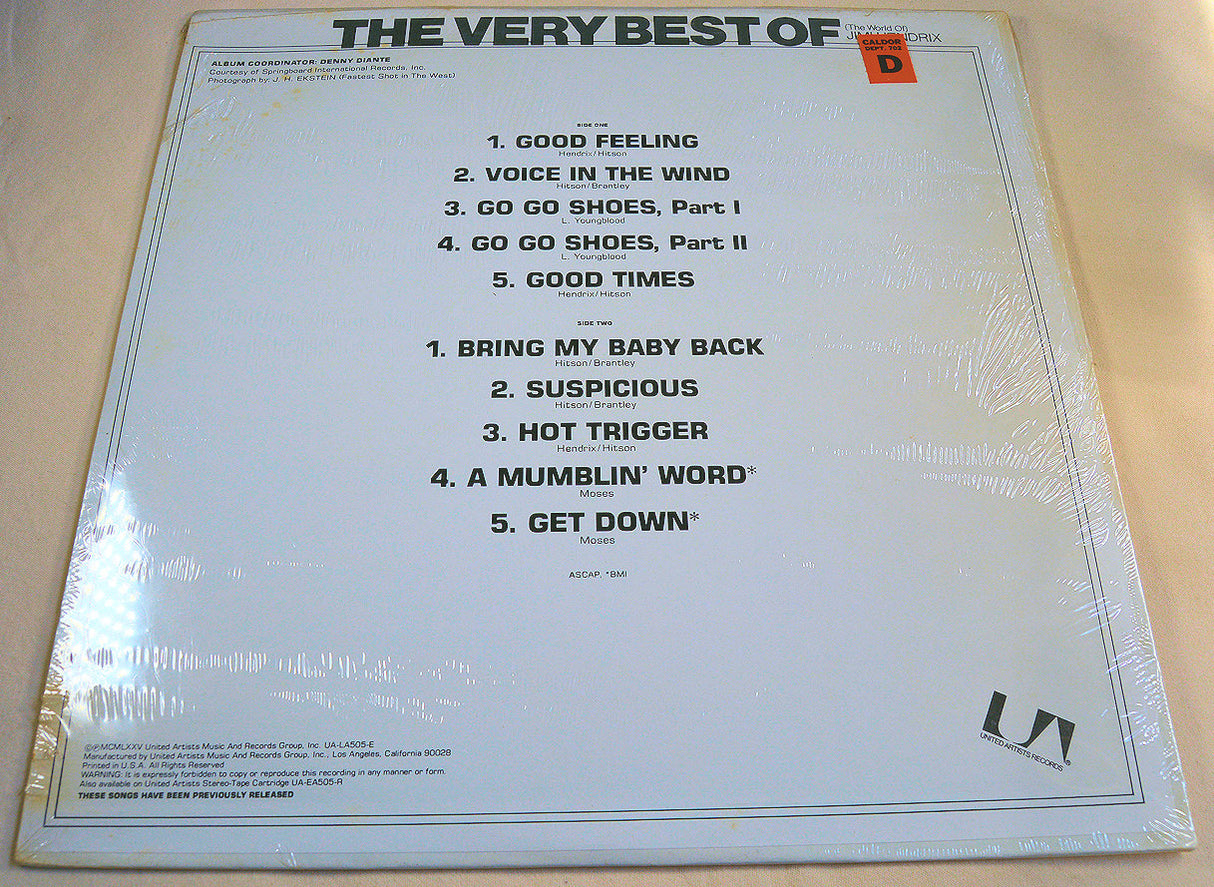 THE VERY BEST OF (The World Of)
JIMI HENDRIX
CALDOR
DEPT. 702
D
ALBUM COORDINATOR: DENNY DIANTE
Courtesy of Springboard International Records, Inc.
Photograph by: J. H. EKSTEIN (Fastest Shot in The West)
SIDE ONE
1. GOOD FEELING
Hendrix/Hitson
2. VOICE IN THE WIND
Hitson/Brantley
3. GO GO SHOES, Part I
L. Youngblood
4. GO GO SHOES, Part II
L. Youngblood
5. GOOD TIMES
Hendrix/Hitson
SIDE TWO
1. BRING MY BABY BACK
Hitson/Brantley
2. SUSPICIOUS
Hitson/Brantley
3. HOT TRIGGER
Hendrix/Hitson
4. A MUMBLIN' WORD*
Moses
5. GET DOWN*
Moses
ASCAP, *BMI
©℗MCMLXXV United Artists Music And Records Group, Inc. UA-LA505-E
Manufactured by United Artists Music And Records Group, Inc., Los Angeles, California 90028
Printed in U.S.A. All Rights Reserved
WARNING: It is expressly forbidden to copy or reproduce this recording in any manner or form.
Also available on United Artists Stereo-Tape Cartridge UA-EA505-R
THESE SONGS HAVE BEEN PREVIOUSLY RELEASED
UA
UNITED ARTISTS RECORDS®